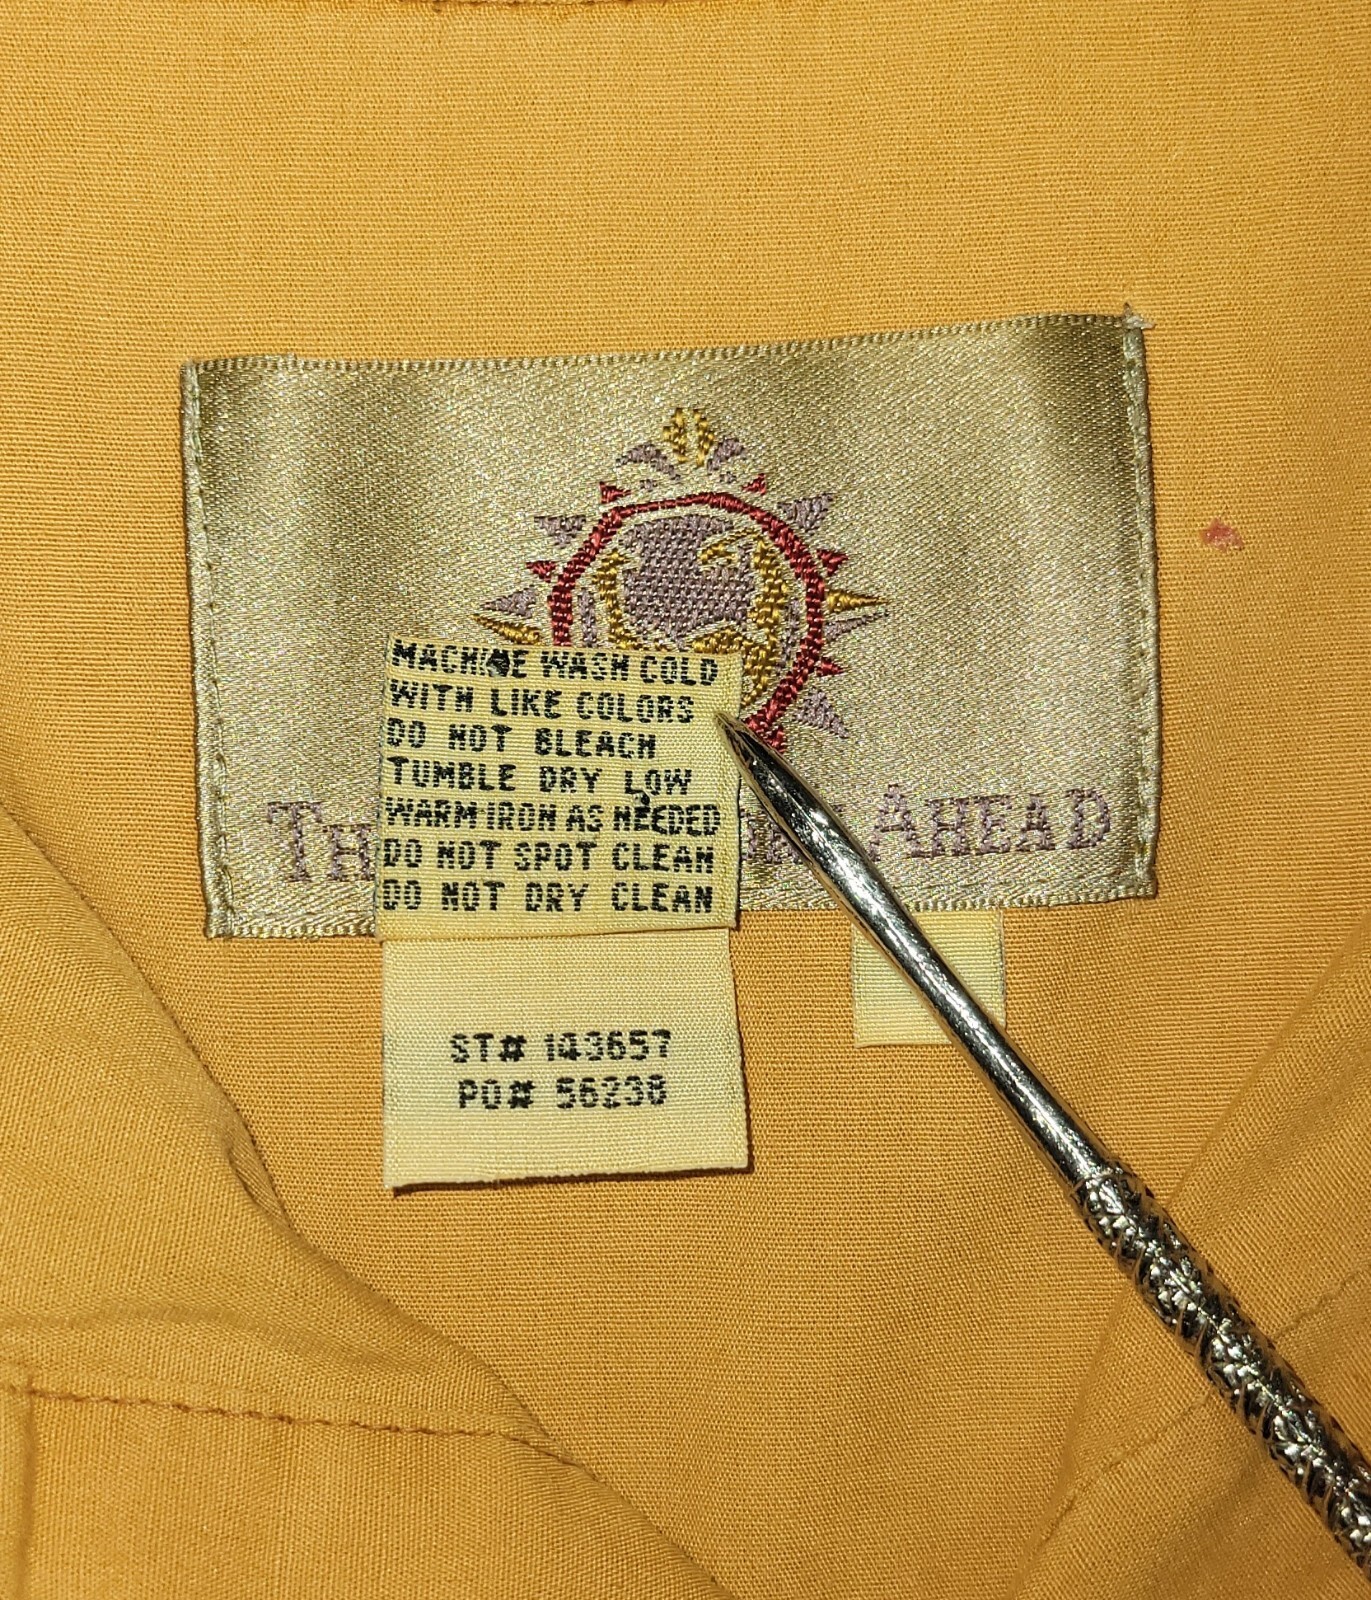 MACHINE WASH COLD
WITH LIKE COLORS
DO NOT BLEACH
TUMBLE DRY LOW
WARM IRON AS NEEDED
DO NOT SPOT CLEAN
DO NOT DRY CLEAN
AHEAD
ST# 143657
PO# 56238